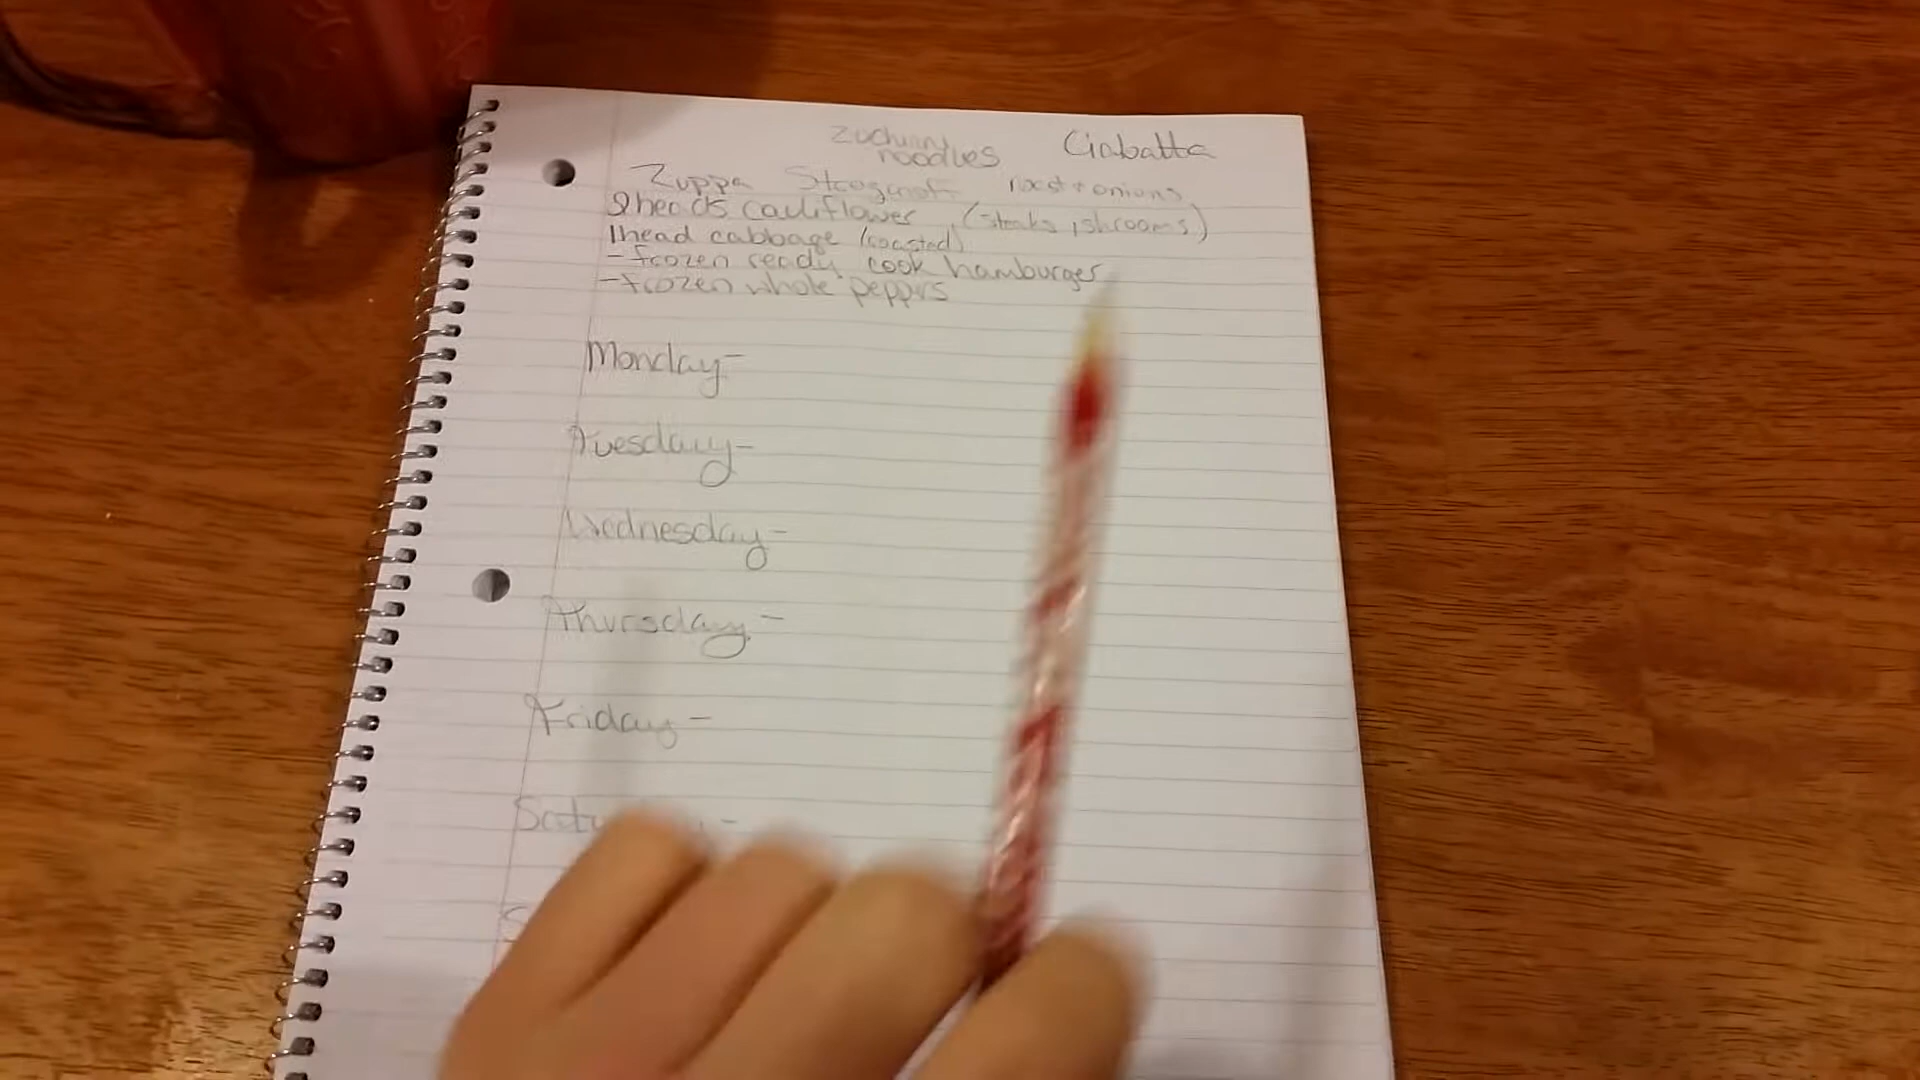 Zuchinni
noodles
Ciabatta
Zuppa Stroganoff roast + onions
2 heads cauliflower (steaks, shrooms)
1 head cabbage (roasted)
- frozen ready cook hamburger
- frozen whole peppers
Monday-
Tuesday-
Wednesday-
Thursday-
Friday-